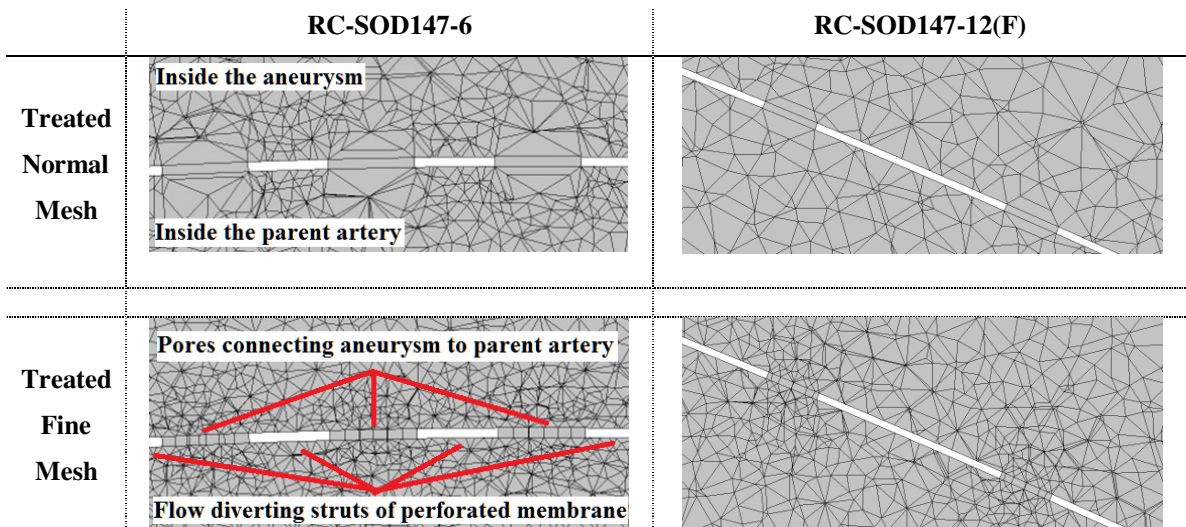 RC-SOD147-6
RC-SOD147-12(F)
Treated
Normal
Mesh
Inside the aneurysm
Inside the parent artery
Treated
Fine
Mesh
Pores connecting aneurysm to parent artery
Flow diverting struts of perforated membrane